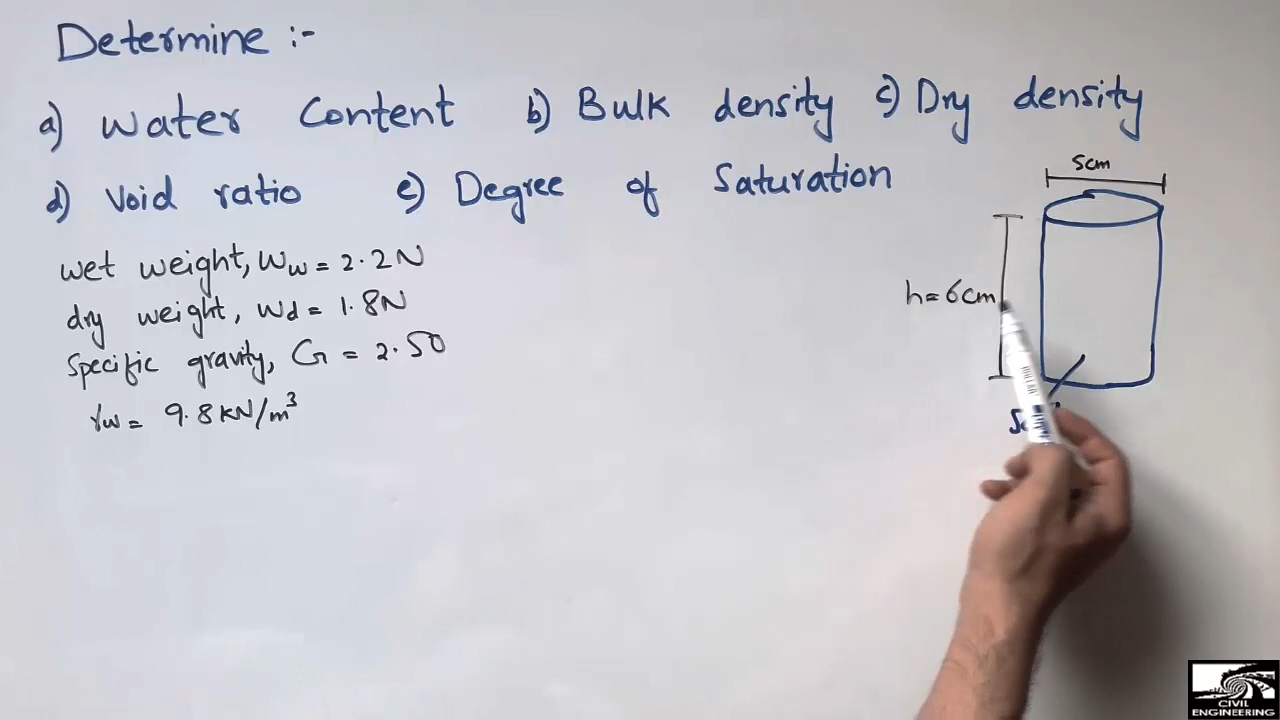 Determine :-
a) Water Content b) Bulk density c) Dry density
d) Void ratio e) Degree of Saturation
5cm
wet weight, Ww = 2.2N
dry weight, Wd = 1.8N
h=6cm
Specific gravity, G = 2.50
γw = 9.8 KN/m³
CIVIL
ENGINEERING